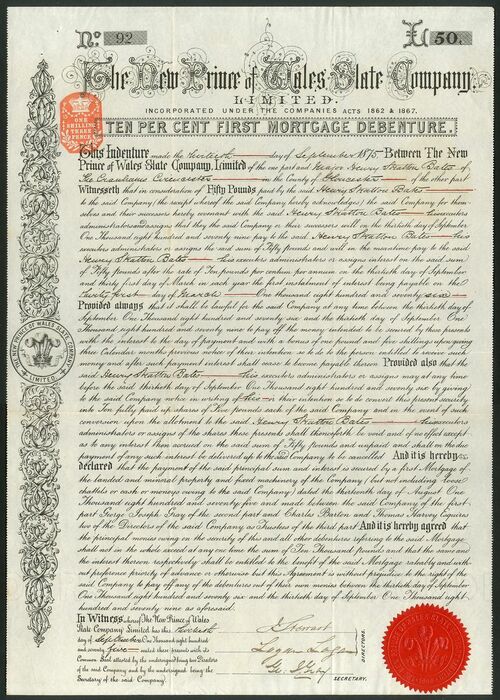 No. 92 £ 50.
The New Prince of Wales Slate Company,
LIMITED.
INCORPORATED UNDER THE COMPANIES ACTS 1862 & 1867.
ONE
SHILLING
THREE
PENCE
TEN PER CENT FIRST MORTGAGE DEBENTURE.
This Indenture made the thirtieth day of September 1875 Between The New
Prince of Wales Slate Company, Limited of the one part and Henry Stratton Bates of
Cirencester in the County of Gloucester of the other part
Witnesseth that in consideration of Fifty Pounds paid by the said Henry Stratton Bates
to the said Company (the receipt whereof the said Company hereby acknowledges) the Company for them-
selves and their successors hereby covenant with the said Henry Stratton Bates his executors
administrators and assigns that they the said Company or their successors will on the thirtieth day of September
One Thousand eight hundred and seventy nine pay to the said Henry Stratton Bates his
executors administrators or assigns the said sum of Fifty pounds and will in the meantime pay to the said
Henry Stratton Bates his executors administrators or assigns interest on the said sum
of Fifty pounds after the rate of Ten pounds per centum per annum on the thirtieth day of September
and thirty first day of March in each year the first instalment of interest being payable on the
thirty first day of March One thousand eight hundred and seventy six
Provided always that it shall be lawful for the said Company at any time between the thirtieth day of
September One Thousand eight hundred and seventy six and the thirtieth day of September One
Thousand eight hundred and seventy nine to pay off the money intended to be secured by these presents
with the interest to the day of payment and with a bonus of one pound and five shillings upon giving
three Calendar months previous notice of their intention so to do to the person entitled to receive such
money and after such payment interest shall cease to become payable thereon Provided also that the
said Henry Stratton Bates his executors administrators or assigns may at any time
before the said thirtieth day of September One Thousand eight hundred and seventy six by giving
to the said Company notice in writing of his or their intention so to do convert this present security
into Ten fully paid up shares of Five pounds each of the said Company and in the event of such
conversion upon the allotment to the said Henry Stratton Bates his executors
administrators or assigns of the shares these presents shall thenceforth be void and of no effect except
as to any interest then accrued on the said sum of Fifty pounds and unpaid and shall on the
payment of any such interest be delivered up to the said Company to be cancelled And it is hereby
declared that the payment of the said principal sum and interest is secured by a first Mortgage of
the landed and mineral property and fixed machinery of the Company (but not including loose
chattels or cash or moneys owing to the said Company) dated the thirteenth day of August One
Thousand eight hundred and seventy five and made between the said Company of the first
part George Joseph Gray of the second part and Charles Barton and Thomas Harvey Esquires
two of the Directors of the said Company as Trustees of the third part And it is hereby agreed that
the principal monies owing on the security of this and all other debentures referring to the said Mortgage
shall not in the whole exceed at any one time the sum of Ten Thousand pounds and that the same and
the interest thereon respectively shall be entitled to the benefit of the said Mortgage rateably and with-
out preference priority of advance or otherwise but this Agreement is without prejudice to the right of the
said Company to pay off any of the debentures out of their own monies between the thirtieth day of September
One Thousand eight hundred and seventy six and the thirtieth day of September One Thousand eight
hundred and seventy nine as aforesaid.
In Witness whereof The New Prince of Wales
Slate Company Limited has this thirtieth
day of September One Thousand eight hundred
and seventy five sealed these presents with its
Common Seal attested by the undersigned being two Directors
of the said Company and by the undersigned being the
Secretary of the said Company.
Stewart
DIRECTORS.
SECRETARY.
NEW PRINCE OF WALES SLATE COMPANY
LIMITED